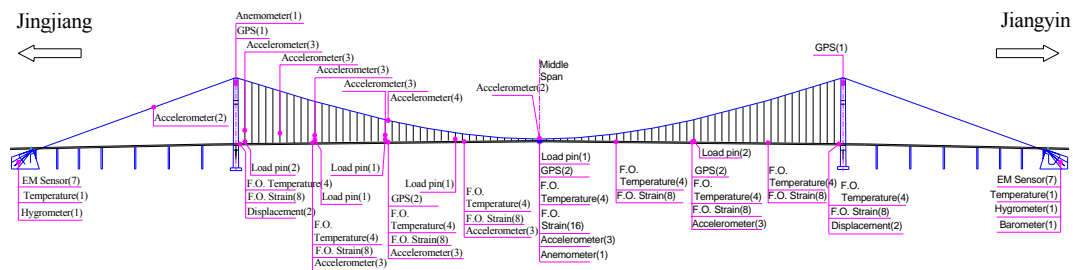 Jingjiang
Jiangyin
Anemometer(1)
GPS(1)
Accelerometer(3)
Accelerometer(3)
Accelerometer(3)
Accelerometer(3)
Accelerometer(4)
Accelerometer(2)
Middle
Span
Accelerometer(2)
GPS(1)
EM Sensor(7)
Temperature(1)
Hygrometer(1)
Load pin(2)
F.O. Temperature(4)
F.O. Strain(8)
Displacement(2)
Load pin(1)
Load pin(1)
F.O.
Temperature(4)
F.O. Strain(8)
Accelerometer(3)
Load pin(1)
GPS(2)
F.O.
Temperature(4)
F.O. Strain(8)
Accelerometer(3)
F.O.
Temperature(4)
F.O. Strain(8)
Accelerometer(3)
Load pin(1)
GPS(2)
F.O.
Temperature(4)
F.O.
Strain(16)
Accelerometer(3)
Anemometer(1)
F.O.
Temperature(4)
F.O. Strain(8)
Load pin(2)
GPS(2)
F.O.
Temperature(4)
F.O. Strain(8)
Accelerometer(3)
F.O.
Temperature(4)
F.O. Strain(8)
F.O.
Temperature(4)
F.O. Strain(8)
Displacement(2)
EM Sensor(7)
Temperature(1)
Hygrometer(1)
Barometer(1)